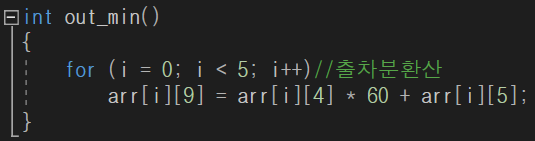 int out_min()
{
    for (i = 0; i < 5; i++)//출차분환산
        arr[i][9] = arr[i][4] * 60 + arr[i][5];
}